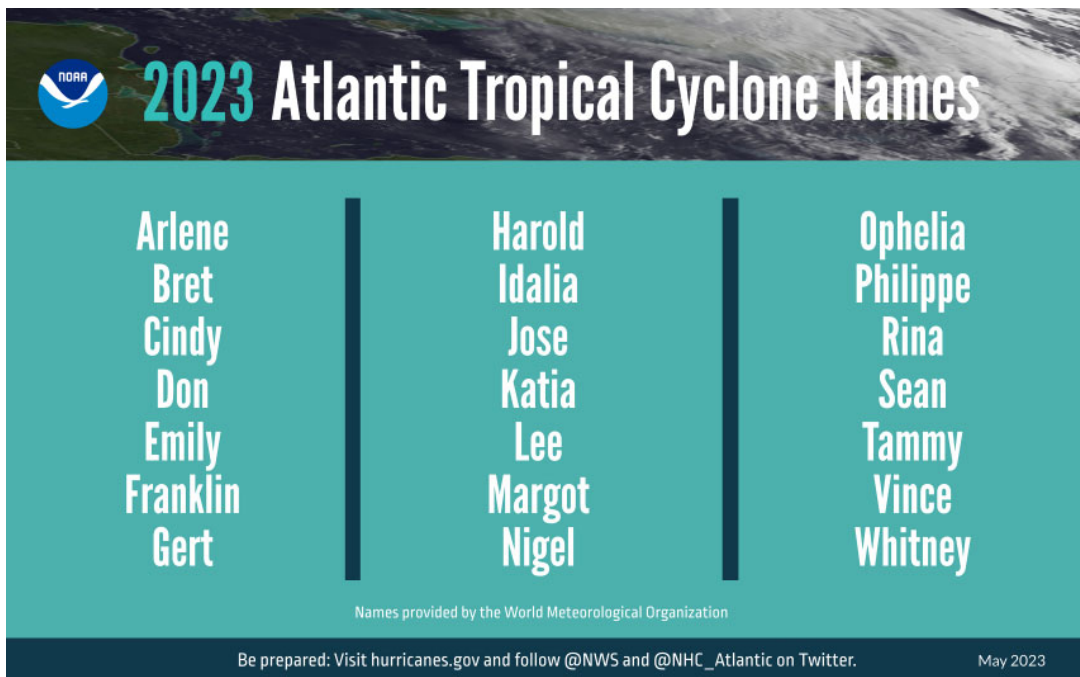 NOAA
2023 Atlantic Tropical Cyclone Names
Arlene
Bret
Cindy
Don
Emily
Franklin
Gert
Harold
Idalia
Jose
Katia
Lee
Margot
Nigel
Ophelia
Philippe
Rina
Sean
Tammy
Vince
Whitney
Names provided by the World Meteorological Organization
Be prepared: Visit hurricanes.gov and follow @NWS and @NHC_Atlantic on Twitter.
May 2023